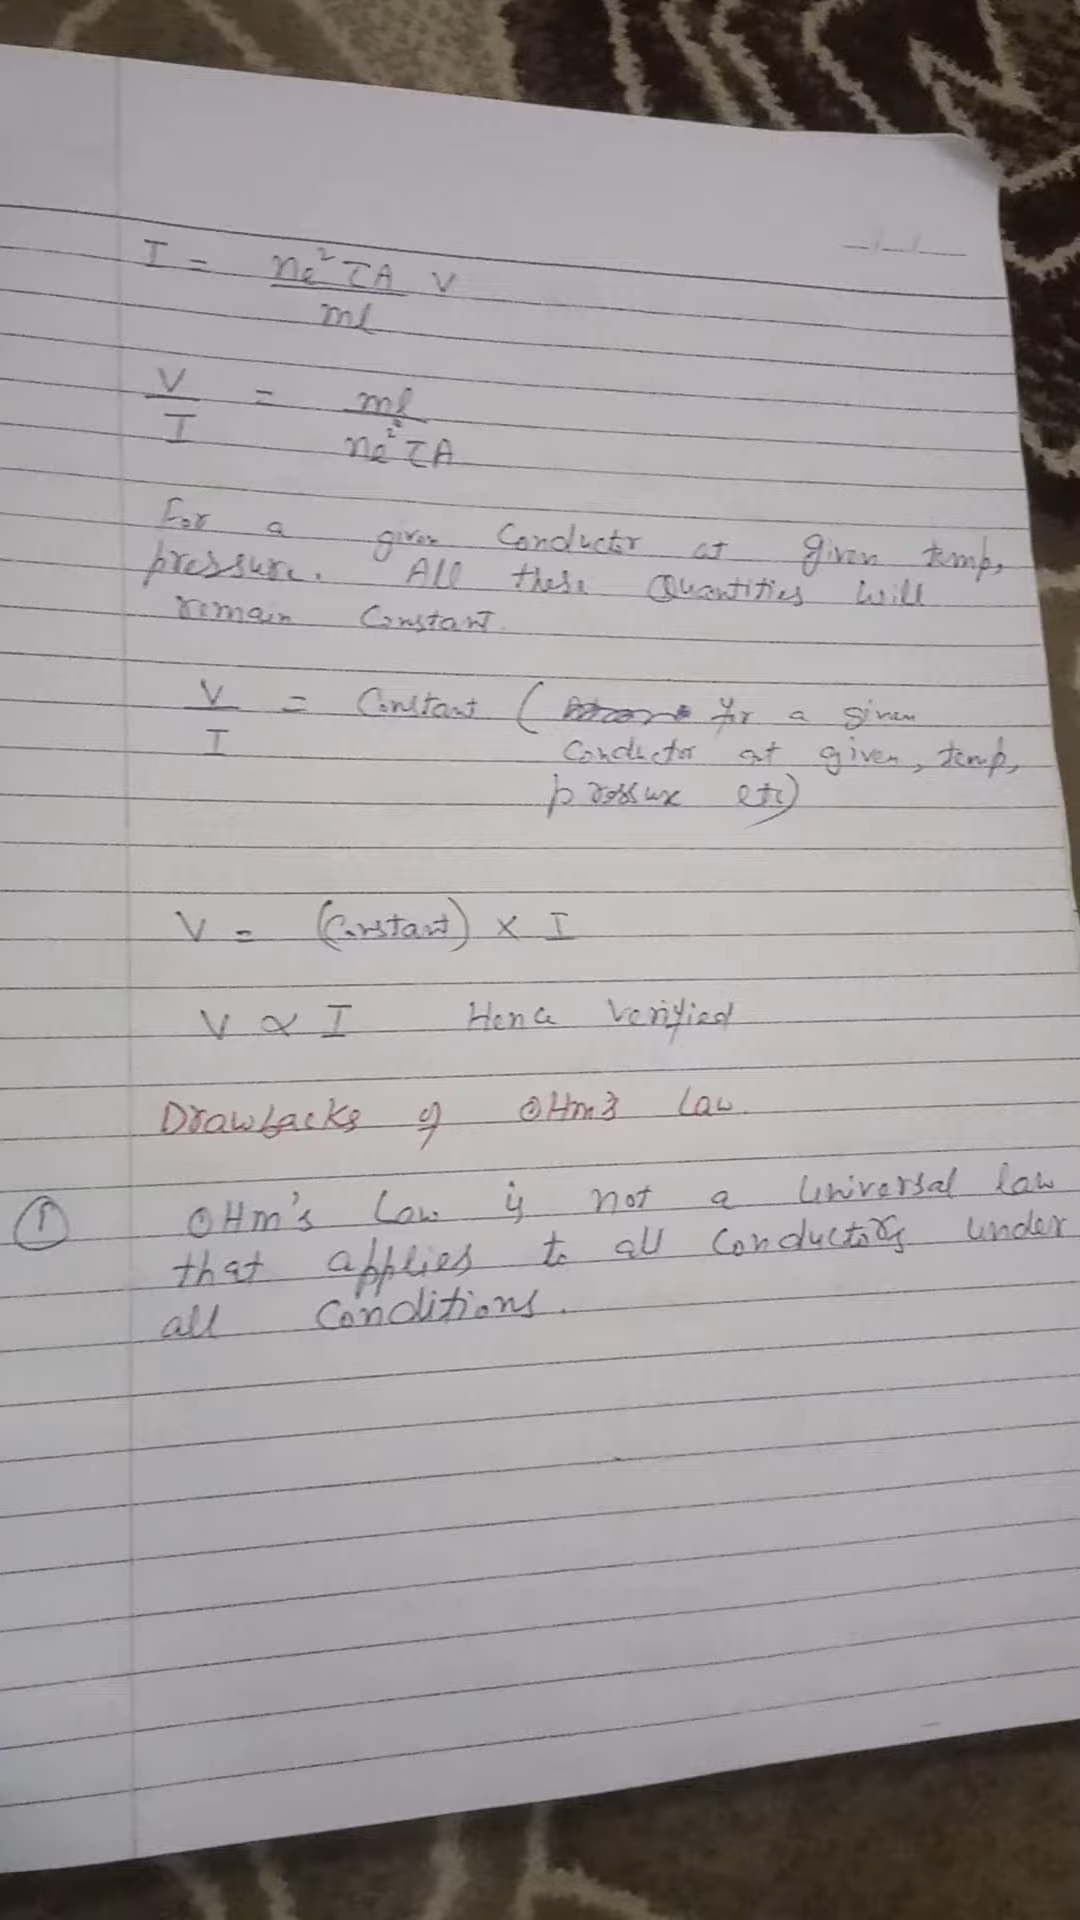 I = ne²τA V
ml
V = ml
I ne²τA
For a given Conductor at given temp,
pressure. All these Quantities will
remain Constant.
V = Constant ( for a given
I conductor at given, temp,
pressure etc)
V = (Constant) × I
V ∝ I Hence Verified
Drawbacks of OHm's Law.
① OHm's Law is not a Universal law
that applies to all conductors under
all conditions.